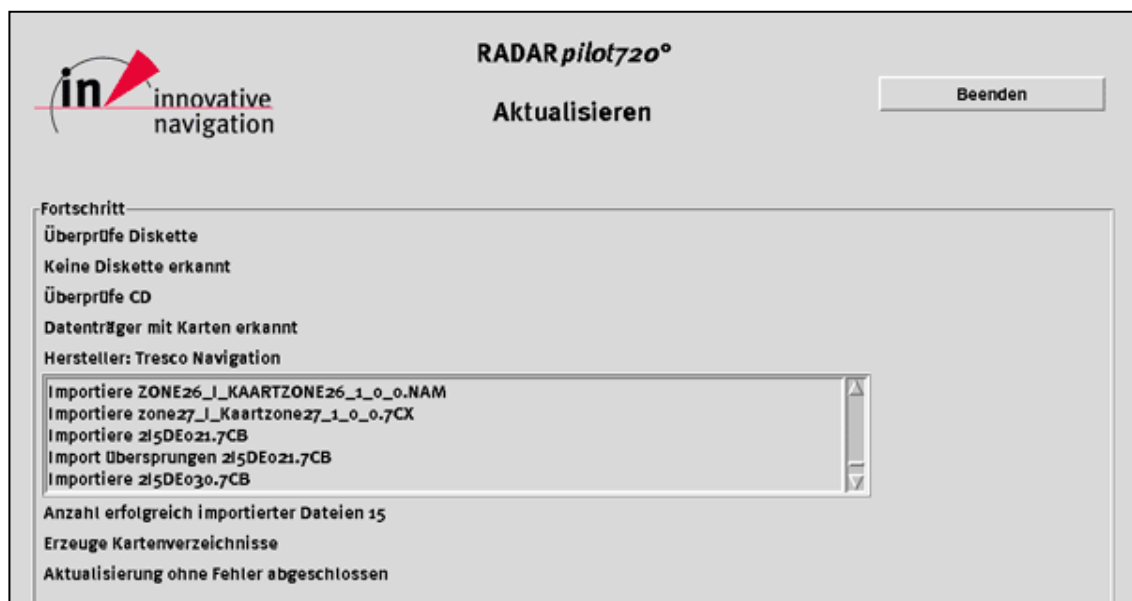 in
innovative
navigation
RADARpilot720°
Aktualisieren
Beenden
Fortschritt
Überprüfe Diskette
Keine Diskette erkannt
Überprüfe CD
Datenträger mit Karten erkannt
Hersteller: Tresco Navigation
Importiere ZONE26_I_KAARTZONE26_1_0_0.NAM
Importiere zone27_I_Kaartzone27_1_0_0.7CX
Importiere 2I5DE021.7CB
Import übersprungen 2I5DE021.7CB
Importiere 2I5DE030.7CB
Anzahl erfolgreich importierter Dateien 15
Erzeuge Kartenverzeichnisse
Aktualisierung ohne Fehler abgeschlossen